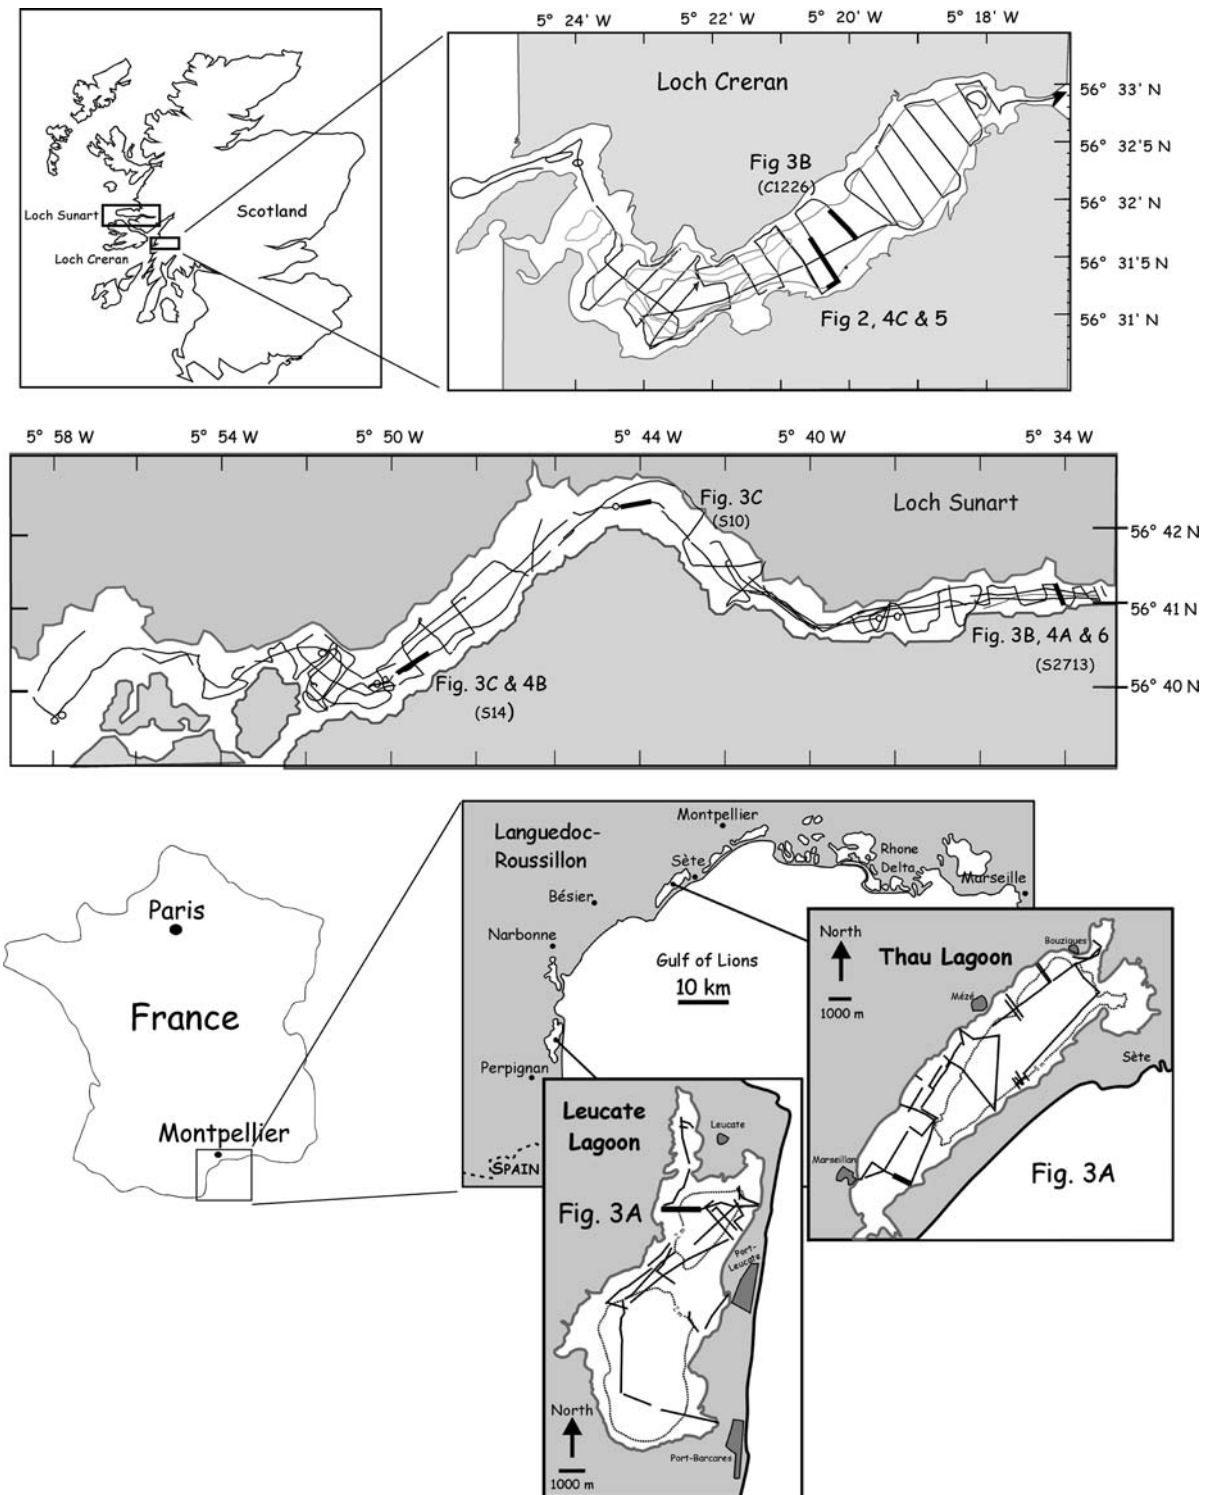 5° 24' W
5° 22' W
5° 20' W
5° 18' W
Loch Creran
56° 33' N
56° 32'5 N
56° 32' N
56° 31'5 N
56° 31' N
Fig 3B
(C1226)
Fig 2, 4C & 5
Loch Sunart
Scotland
Loch Creran
5° 58 W
5° 54 W
5° 50 W
5° 44 W
5° 40 W
5° 34 W
Loch Sunart
Fig. 3C
(S10)
56° 42 N
56° 41 N
56° 40 N
Fig. 3B, 4A & 6
(S2713)
Fig. 3C & 4B
(S14)
Paris
France
Montpellier
Languedoc-
Roussillon
Montpellier
Sète
Bésier
Narbonne
Perpignan
SPAIN
Rhone
Delta
Marseille
Gulf of Lions
10 km
North
1000 m
Thau Lagoon
Bouziques
Mézé
Sète
Marseillan
Fig. 3A
Leucate
Lagoon
Leucate
Fig. 3A
Port-
Leucate
North
1000 m
Port-Barcares